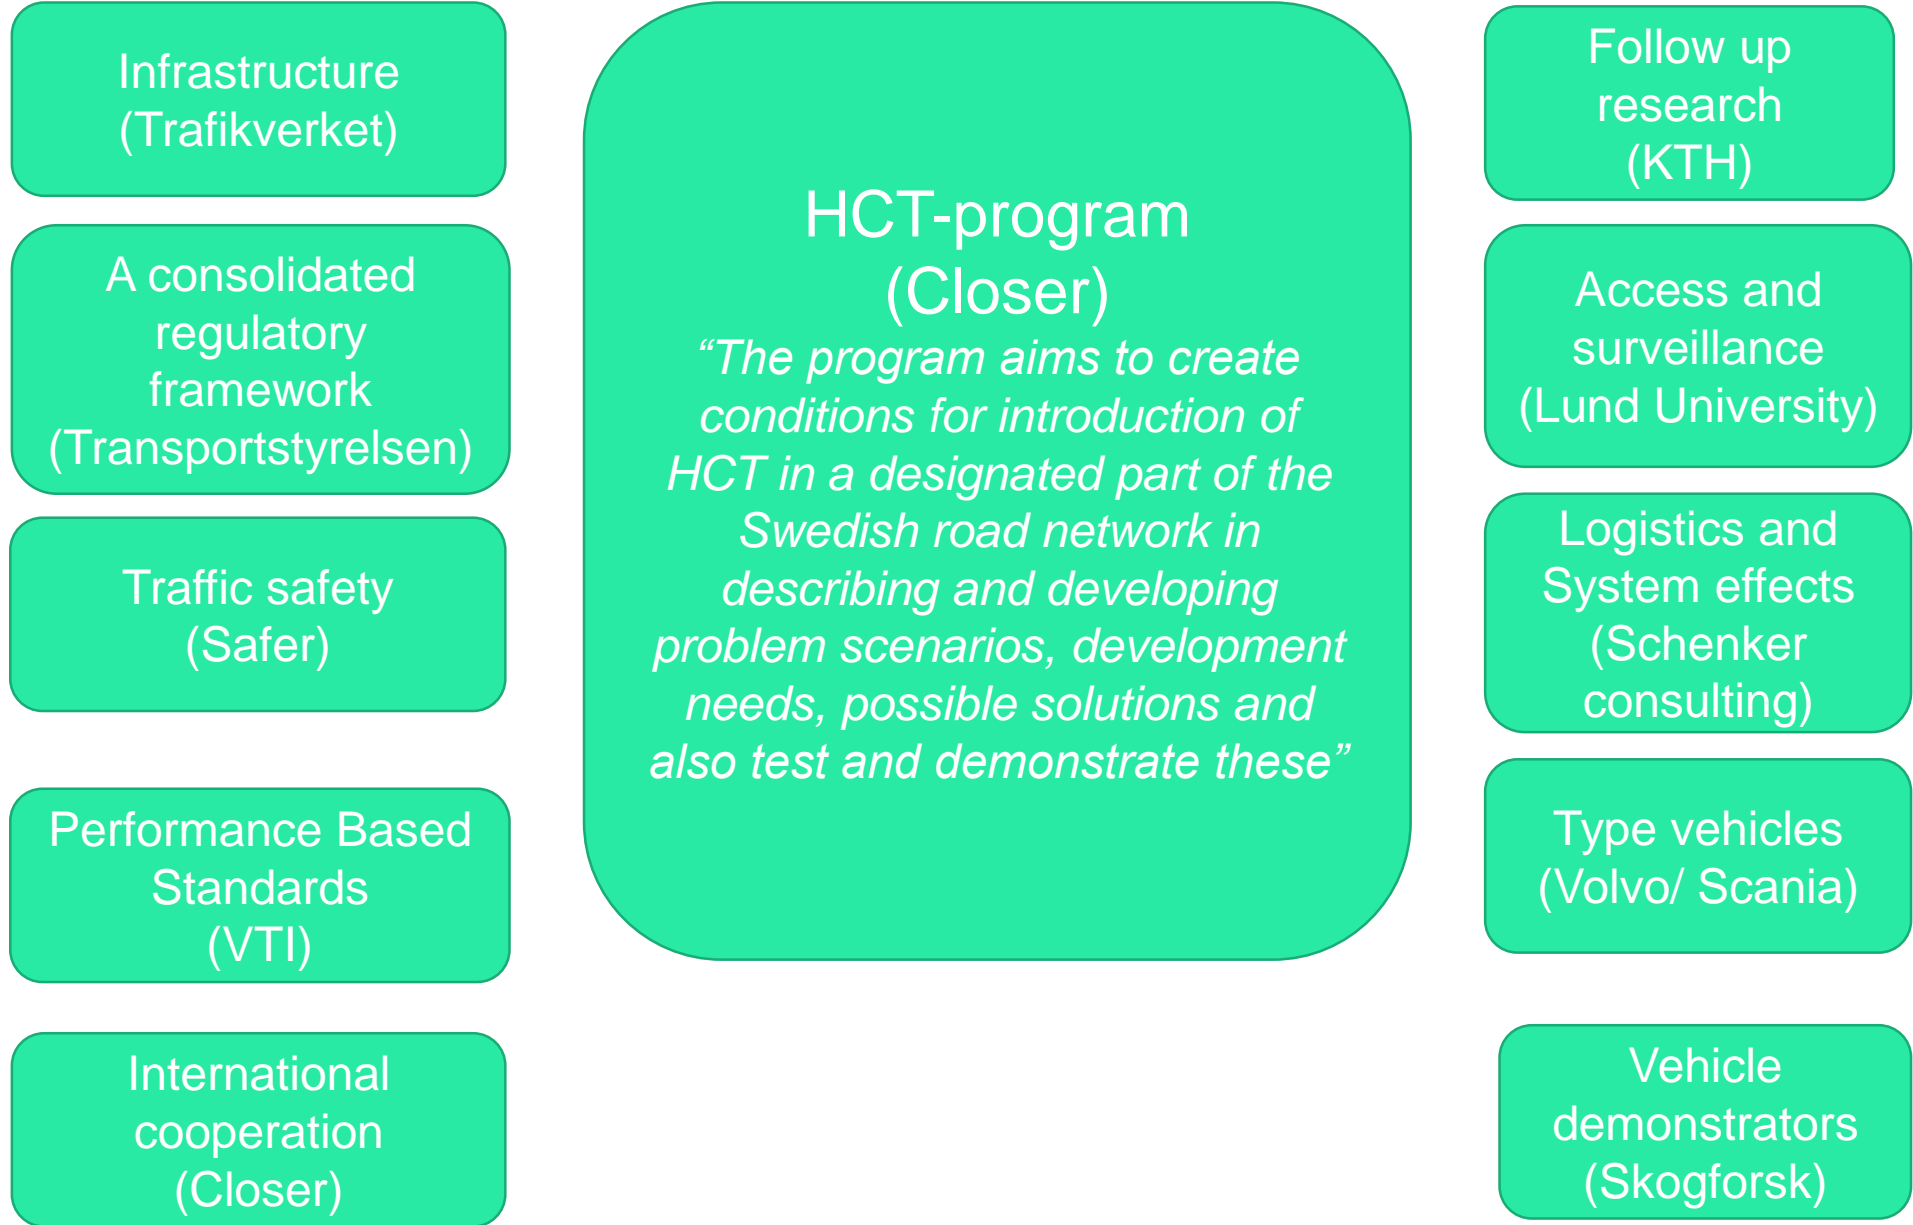 Infrastructure
(Trafikverket)
A consolidated
regulatory
framework
(Transportstyrelsen)
Traffic safety
(Safer)
Performance Based
Standards
(VTI)
International
cooperation
(Closer)
HCT-program
(Closer)
“The program aims to create
conditions for introduction of
HCT in a designated part of the
Swedish road network in
describing and developing
problem scenarios, development
needs, possible solutions and
also test and demonstrate these”
Follow up
research
(KTH)
Access and
surveillance
(Lund University)
Logistics and
System effects
(Schenker
consulting)
Type vehicles
(Volvo/ Scania)
Vehicle
demonstrators
(Skogforsk)